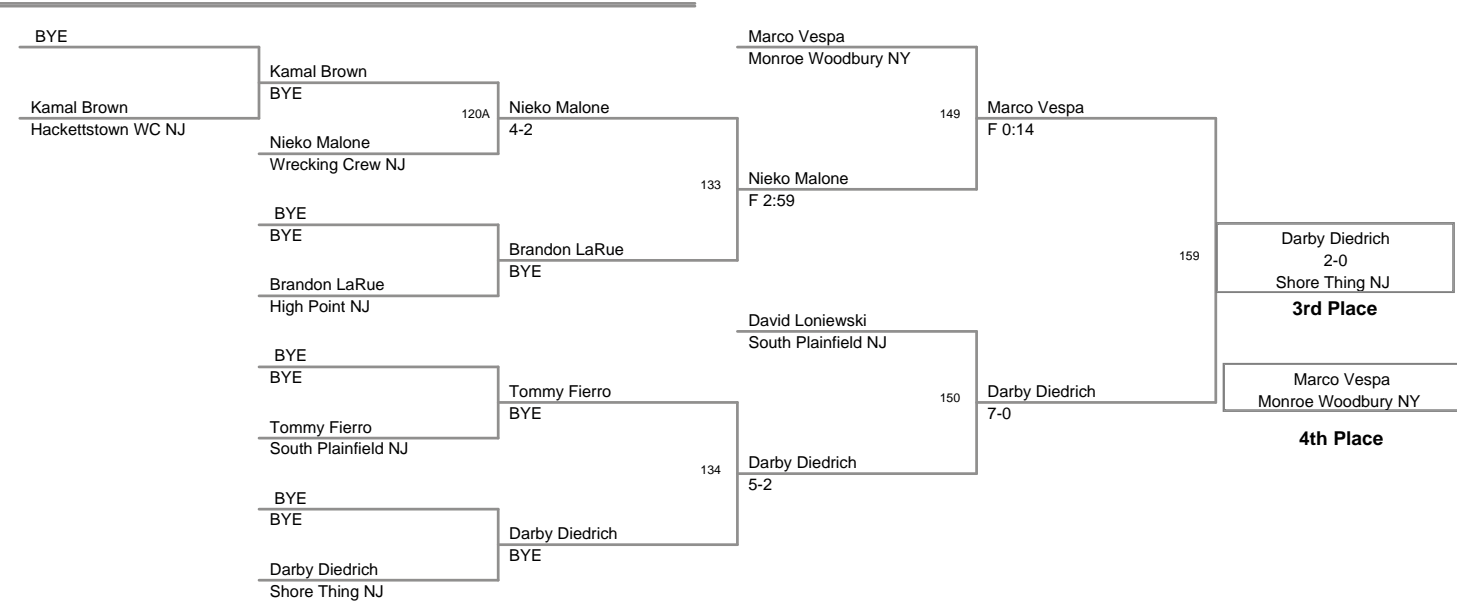 BYE
Kamal Brown
Hackettstown WC NJ
Kamal Brown
BYE
120A
Nieko Malone
Wrecking Crew NJ
BYE
BYE
Brandon LaRue
High Point NJ
BYE
BYE
Tommy Fierro
South Plainfield NJ
BYE
BYE
Darby Diedrich
Shore Thing NJ
Nieko Malone
4-2
133
Brandon LaRue
BYE
Tommy Fierro
BYE
134
Darby Diedrich
BYE
Marco Vespa
Monroe Woodbury NY
149
Nieko Malone
F 2:59
David Loniewski
South Plainfield NJ
150
Darby Diedrich
5-2
Marco Vespa
F 0:14
159
Darby Diedrich
7-0
Darby Diedrich
2-0
Shore Thing NJ
3rd Place
Marco Vespa
Monroe Woodbury NY
4th Place